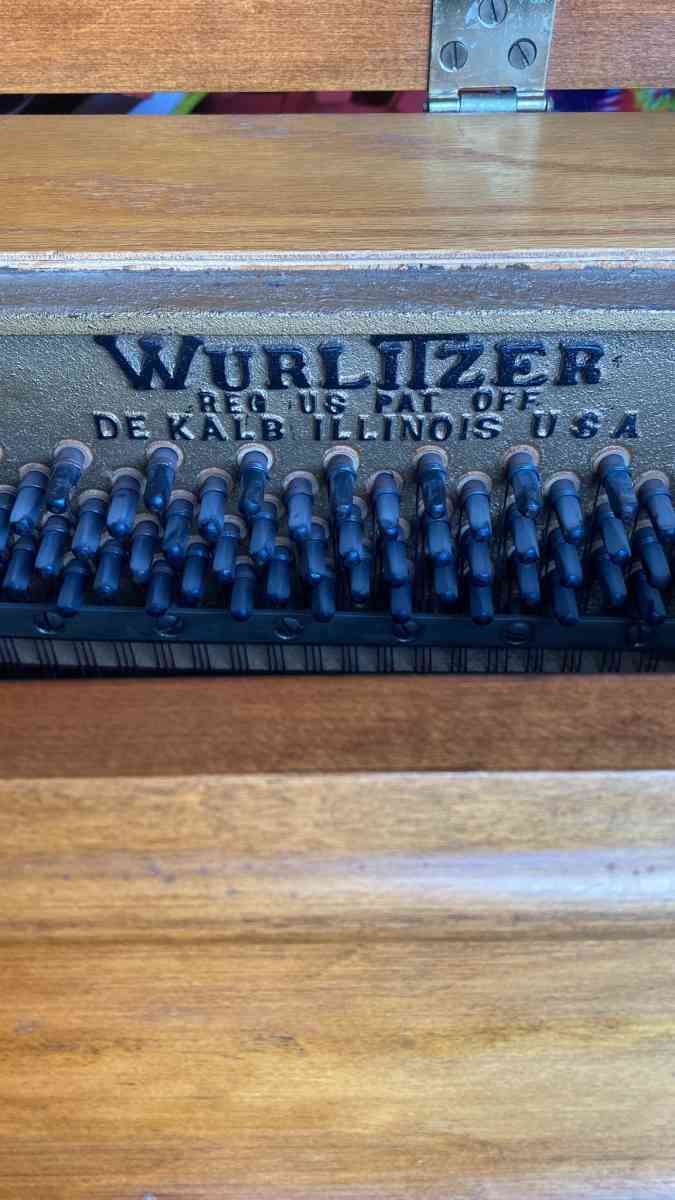 WURLITZER
REG US PAT OFF
DE KALB ILLINOIS USA